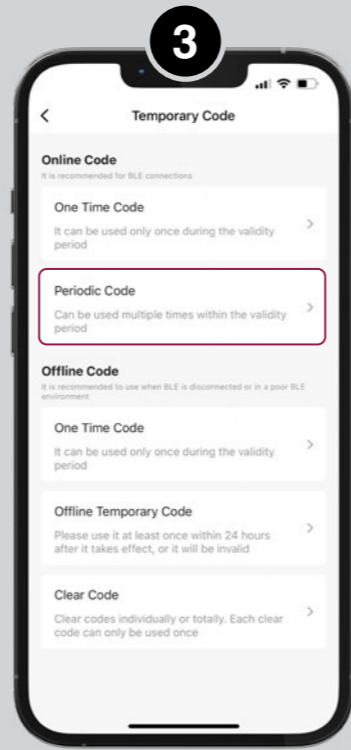 3
Temporary Code
Online Code
It is recommended for BLE connections
One Time Code
It can be used only once during the validity
period
Periodic Code
Can be used multiple times within the validity
period
Offline Code
It is recommended to use when BLE is disconnected or in a poor BLE
environment
One Time Code
It can be used only once during the validity
period
Offline Temporary Code
Please use it at least once within 24 hours
after it takes effect, or it will be invalid
Clear Code
Clear codes individually or totally. Each clear
code can only be used once